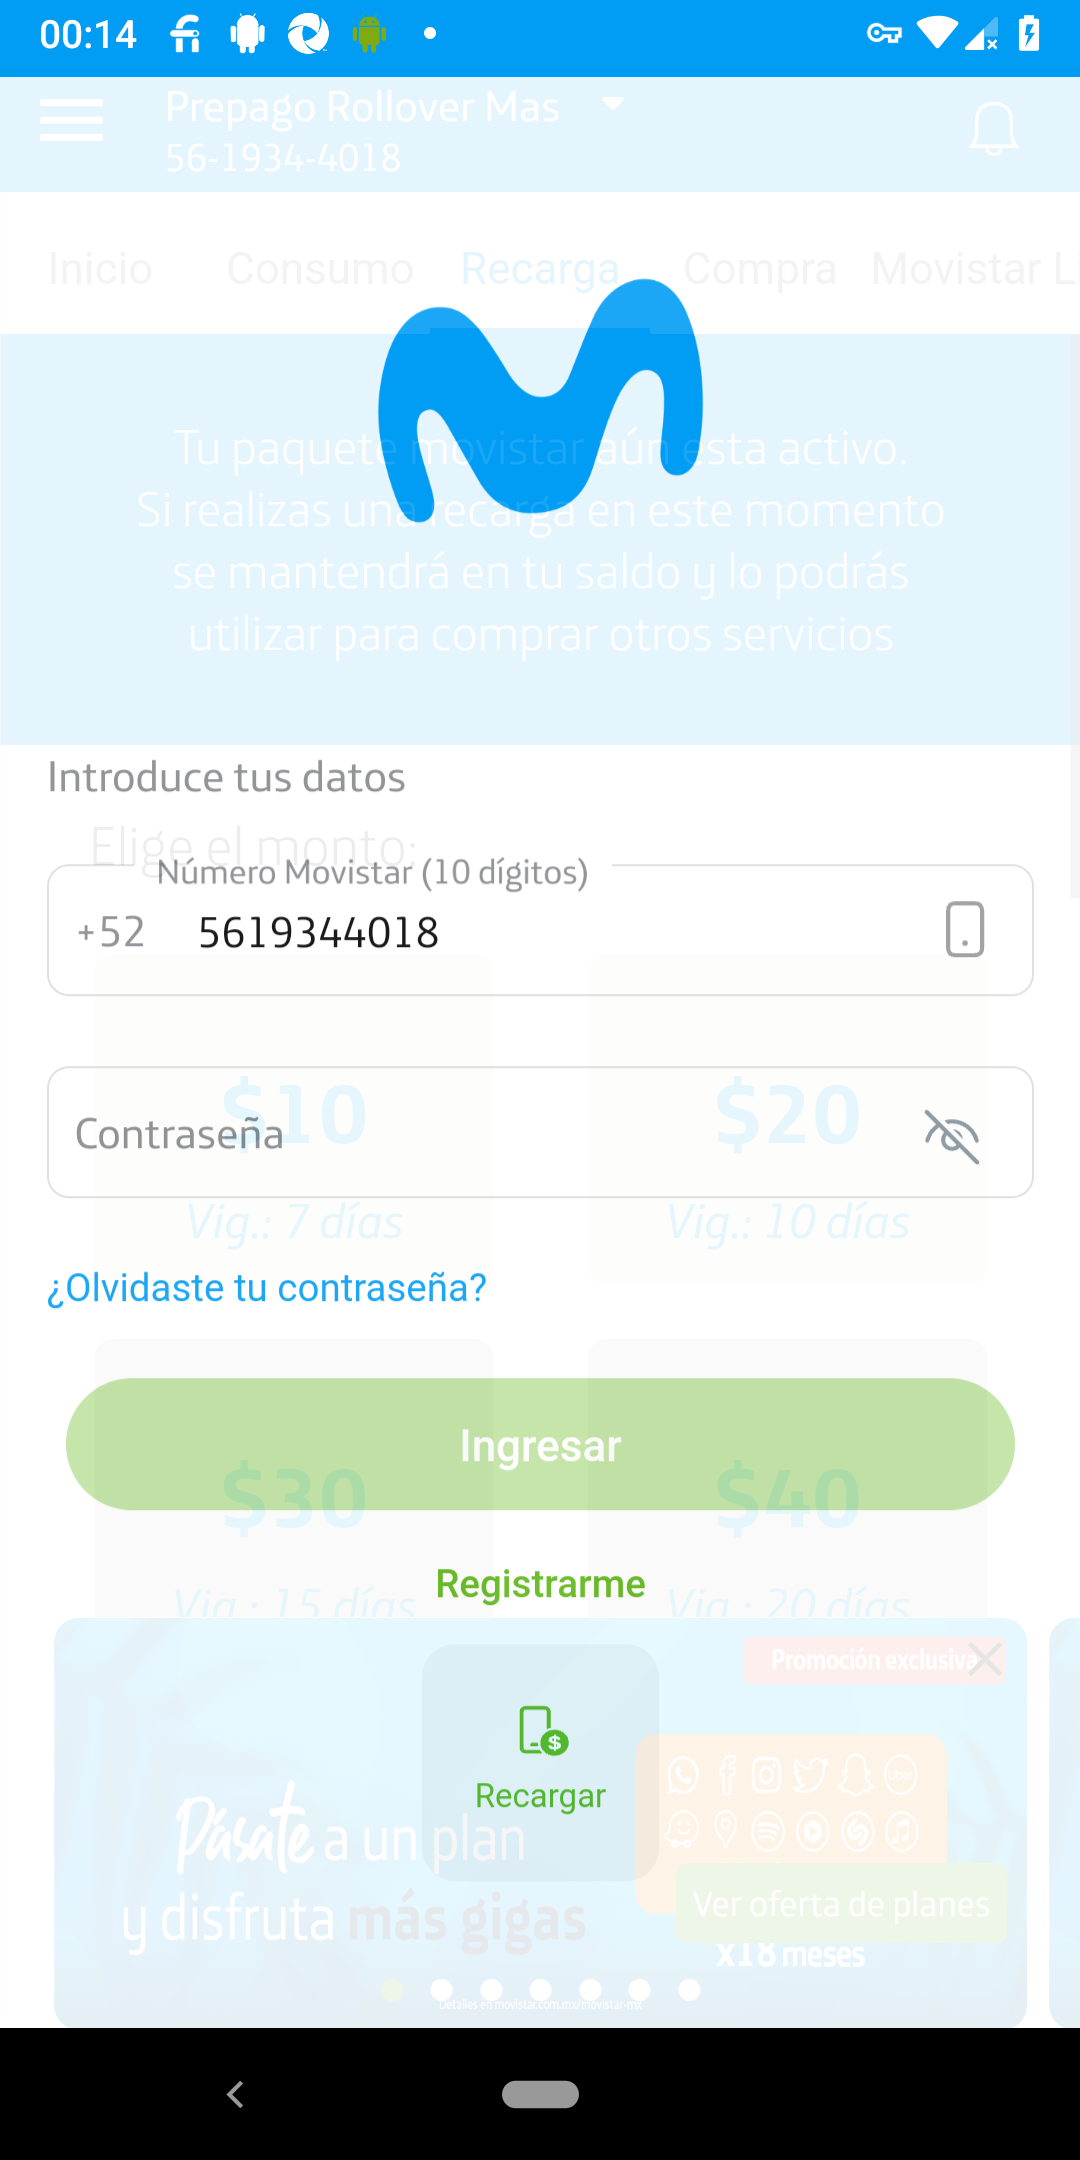 00:14
Prepago Rollover Mas
56-1934-4018
Inicio Consumo Recarga Compra Movistar Li
Tu paquete movistar aún esta activo.
Si realizas una recarga en este momento
se mantendrá en tu saldo y lo podrás
utilizar para comprar otros servicios
Introduce tus datos
Elige el monto:
Número Movistar (10 dígitos)
+52 5619344018
$10 $20
Contraseña
Vig.: 7 días Vig.: 10 días
¿Olvidaste tu contraseña?
Ingresar
$30 $40
Registrarme
Vig.: 15 días Vig.: 20 días
Promoción exclusiva
Uber
Recargar
Pásate a un plan
y disfruta más gigas
Ver oferta de planes
x18 meses
Detalles en movistar.com.mx/movistar-mx